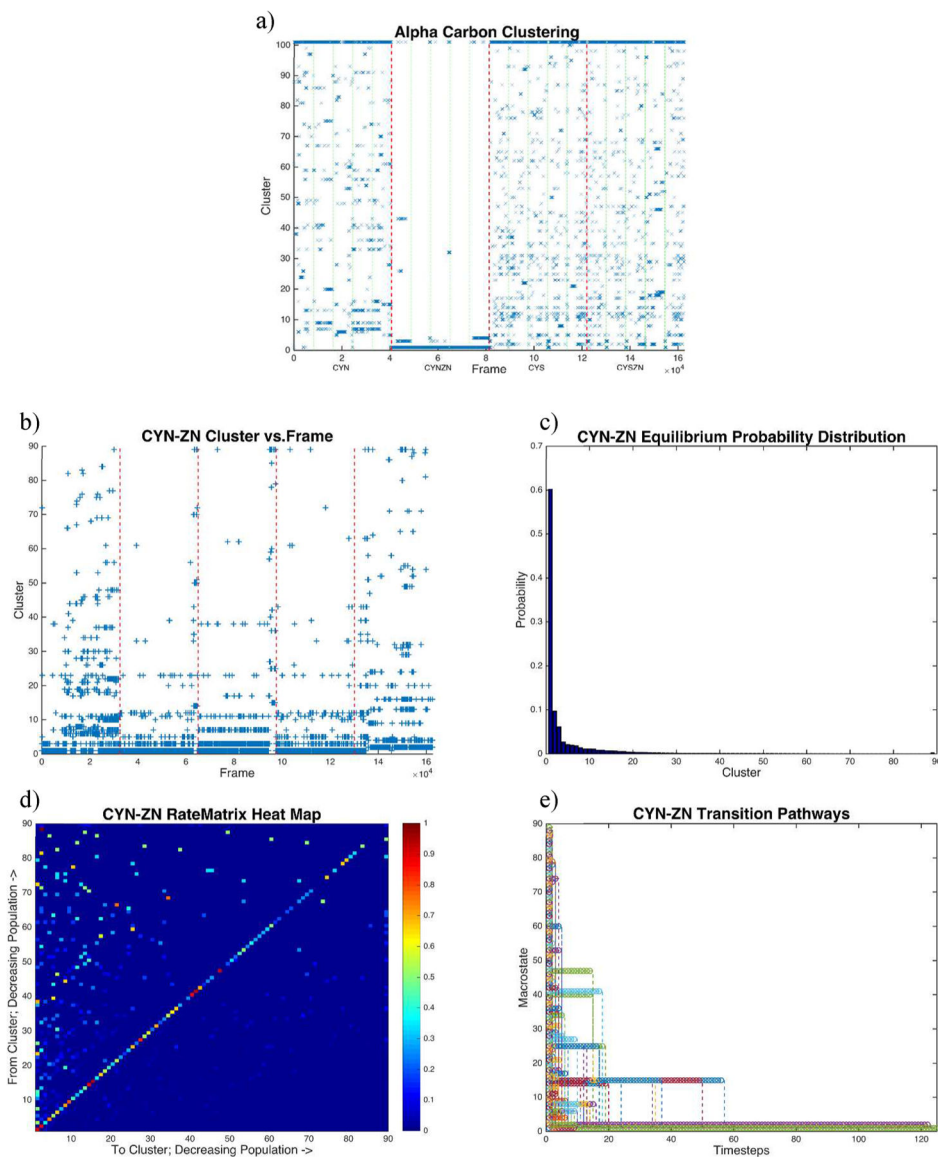 a)
Alpha Carbon Clustering
100
90
80
70
60
50
40
30
20
10
0
Cluster
0 2 4 6 8 10 12 14 16
×10⁴
CYN CYNZN Frame CYS CYSZN
b)
CYN-ZN Cluster vs.Frame
90
80
70
60
50
40
30
20
10
0
Cluster
0 2 4 6 8 10 12 14 16
Frame
×10⁴
c)
CYN-ZN Equilibrium Probability Distribution
0.7
0.6
0.5
0.4
0.3
0.2
0.1
0
Probability
0 10 20 30 40 50 60 70 80 90
Cluster
d)
CYN-ZN RateMatrix Heat Map
90
80
70
60
50
40
30
20
10
From Cluster; Decreasing Population ->
10 20 30 40 50 60 70 80 90
To Cluster; Decreasing Population ->
1
0.9
0.8
0.7
0.6
0.5
0.4
0.3
0.2
0.1
0
e)
CYN-ZN Transition Pathways
90
80
70
60
50
40
30
20
10
0
Macrostate
0 20 40 60 80 100 120
Timesteps